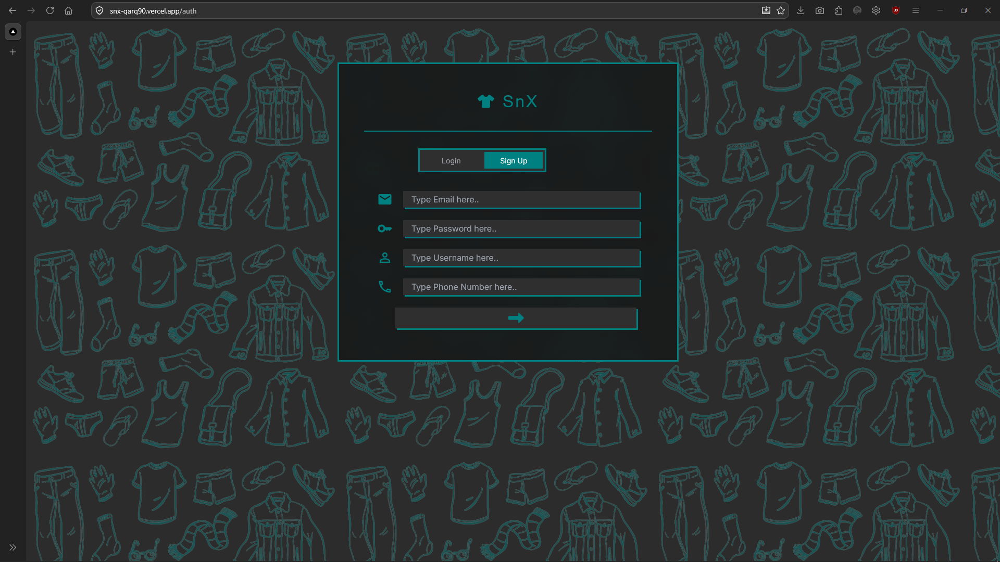 snx-qarq90.vercel.app/auth
SnX
Login
Sign Up
Type Email here..
Type Password here..
Type Username here..
Type Phone Number here..